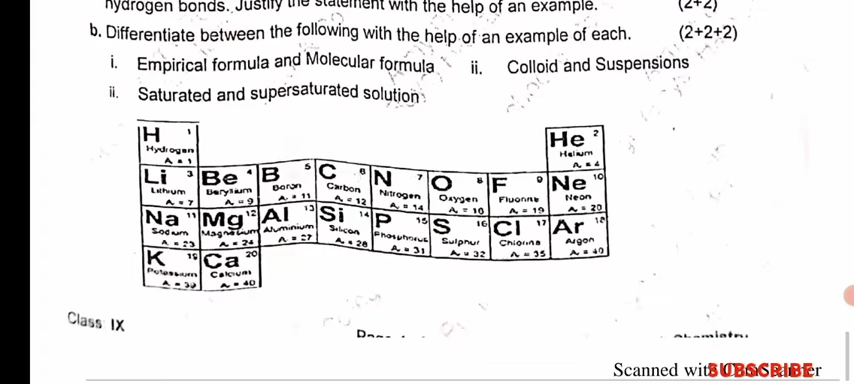 hydrogen bonds. Justify the statement with the help of an example. (2+2)
b. Differentiate between the following with the help of an example of each. (2+2+2)
i. Empirical formula and Molecular formula ii. Colloid and Suspensions
ii. Saturated and supersaturated solution
H 1 He 2
Hydrogen Helium
A = 1 A = 4
Li 3 Be 4 B 5 C 6 N 7 O 8 F 9 Ne 10
Lithium Berylium Boron Carbon Nitrogen Oxygen Fluorine Neon
A = 7 A = 9 A = 11 A = 12 A = 14 A = 16 A = 19 A = 20
Na 11 Mg 12 Al 13 Si 14 P 15 S 16 Cl 17 Ar 18
Sodium Magnesium Aluminium Silicon Phosphorus Sulphur Chlorine Argon
A = 23 A = 24 A = 27 A = 28 A = 31 A = 32 A = 35 A = 40
K 19 Ca 20
Potassium Calcium
A = 39 A = 40
Class IX
Scanned with
SUBSCRIBE